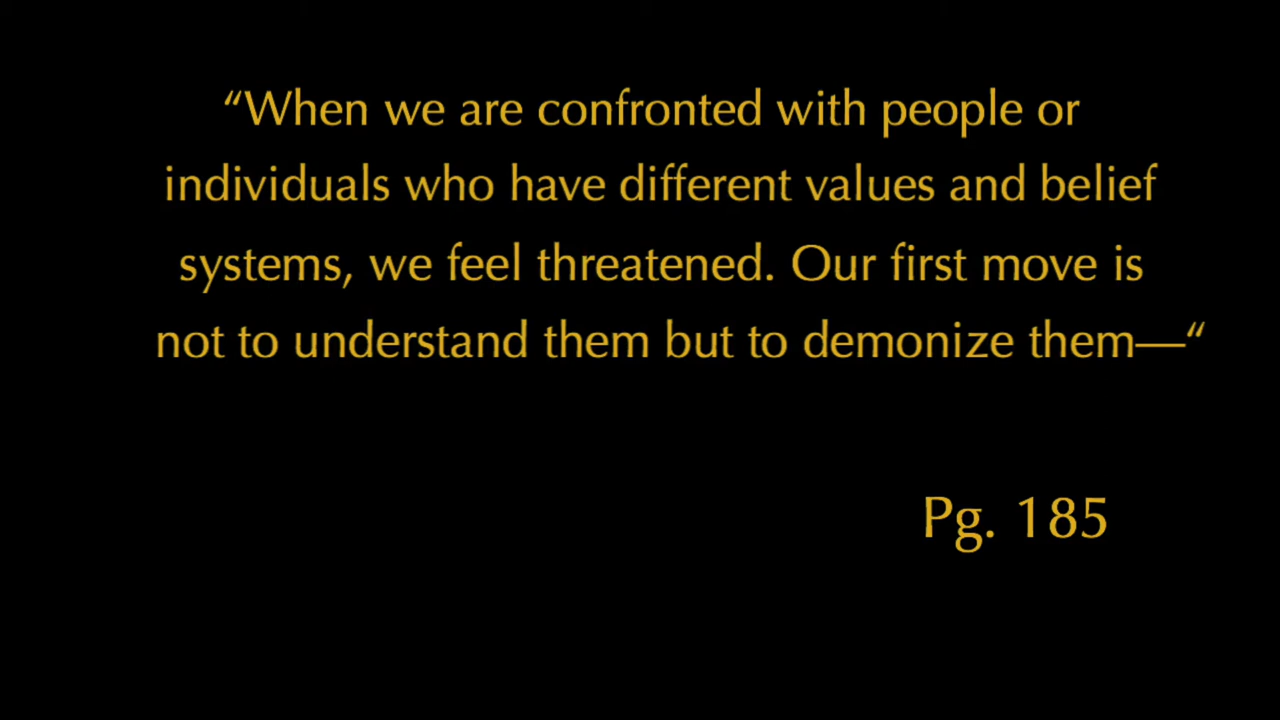 “When we are confronted with people or
individuals who have different values and belief
systems, we feel threatened. Our first move is
not to understand them but to demonize them—“
Pg. 185